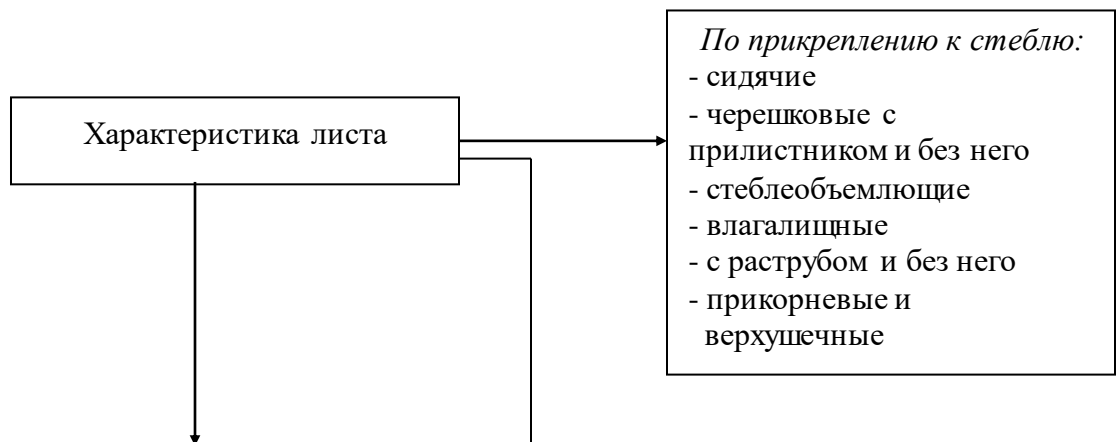 Характеристика листа
По прикреплению к стеблю:
- сидячие
- черешковые с
прилистником и без него
- стеблеобъемлющие
- влагалищные
- с раструбом и без него
- прикорневые и
верхушечные